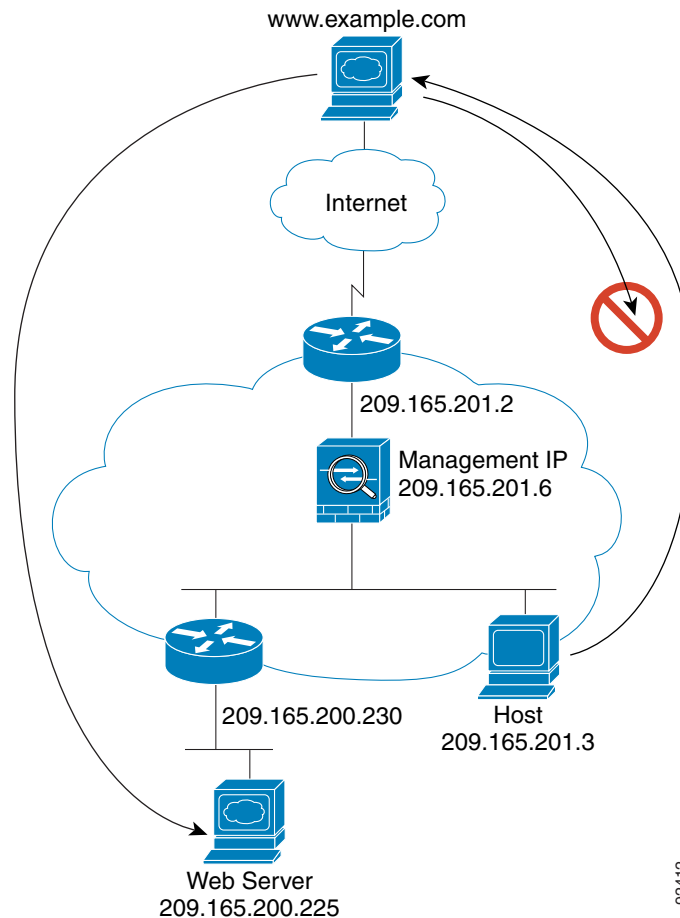 www.example.com
Internet
209.165.201.2
Management IP
209.165.201.6
209.165.200.230
Host
209.165.201.3
Web Server
209.165.200.225